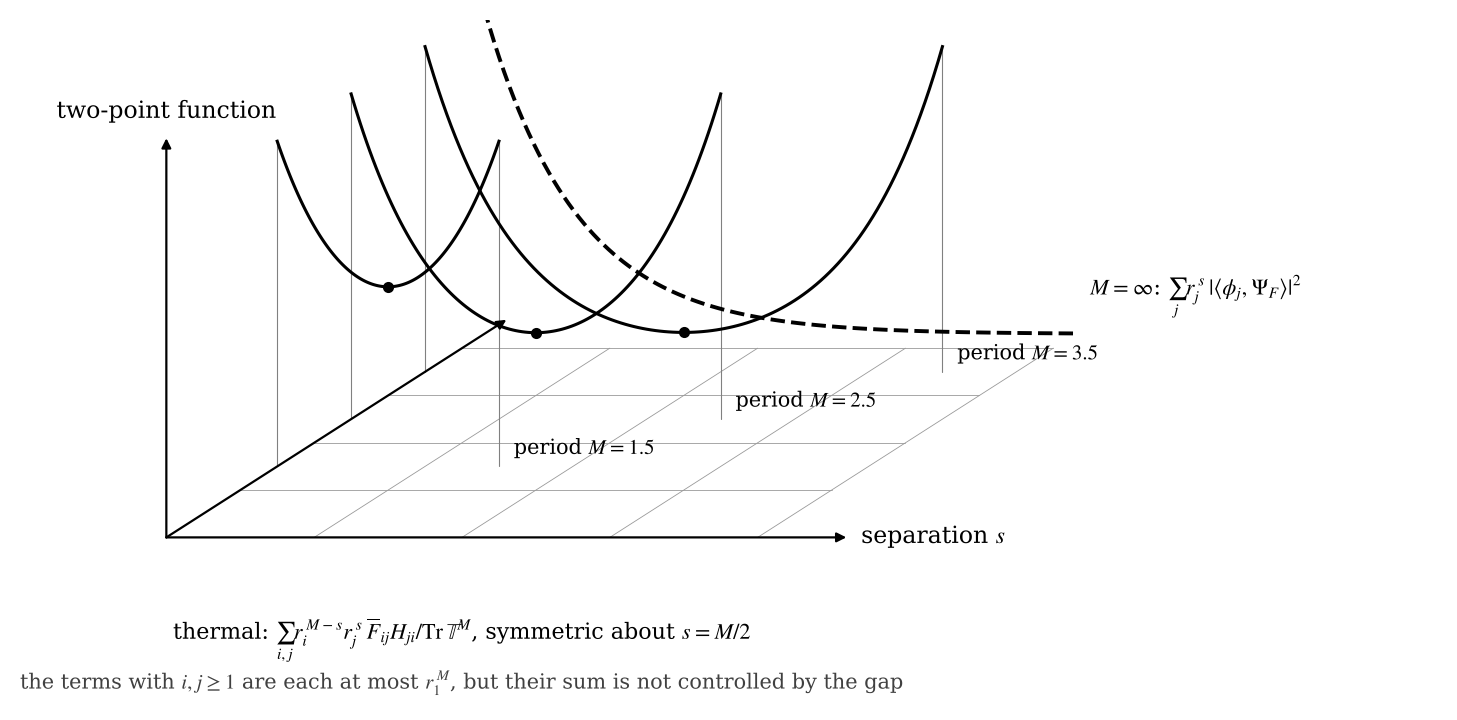 two-point function
M = ∞: ∑_j r_j^s |⟨ϕ_j, Ψ_F⟩|²
period M = 3.5
period M = 2.5
period M = 1.5
separation s
thermal: ∑_{i,j} r_i^{M−s} r_j^s F̅_{ij}H_{ji}/Tr 𝕋^M, symmetric about s = M/2
the terms with i, j ≥ 1 are each at most r_1^M, but their sum is not controlled by the gap